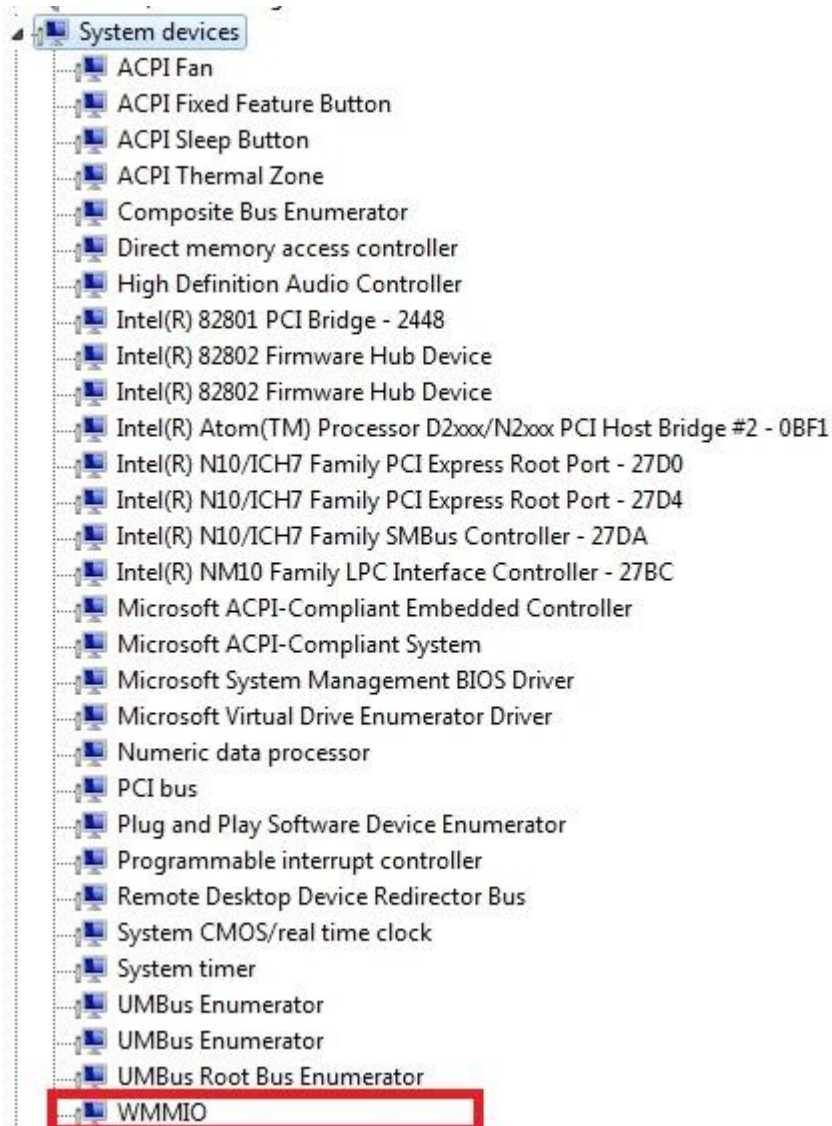 System devices
ACPI Fan
ACPI Fixed Feature Button
ACPI Sleep Button
ACPI Thermal Zone
Composite Bus Enumerator
Direct memory access controller
High Definition Audio Controller
Intel(R) 82801 PCI Bridge - 2448
Intel(R) 82802 Firmware Hub Device
Intel(R) 82802 Firmware Hub Device
Intel(R) Atom(TM) Processor D2xxx/N2xxx PCI Host Bridge #2 - 0BF1
Intel(R) N10/ICH7 Family PCI Express Root Port - 27D0
Intel(R) N10/ICH7 Family PCI Express Root Port - 27D4
Intel(R) N10/ICH7 Family SMBus Controller - 27DA
Intel(R) NM10 Family LPC Interface Controller - 27BC
Microsoft ACPI-Compliant Embedded Controller
Microsoft ACPI-Compliant System
Microsoft System Management BIOS Driver
Microsoft Virtual Drive Enumerator Driver
Numeric data processor
PCI bus
Plug and Play Software Device Enumerator
Programmable interrupt controller
Remote Desktop Device Redirector Bus
System CMOS/real time clock
System timer
UMBus Enumerator
UMBus Enumerator
UMBus Root Bus Enumerator
WMMIO